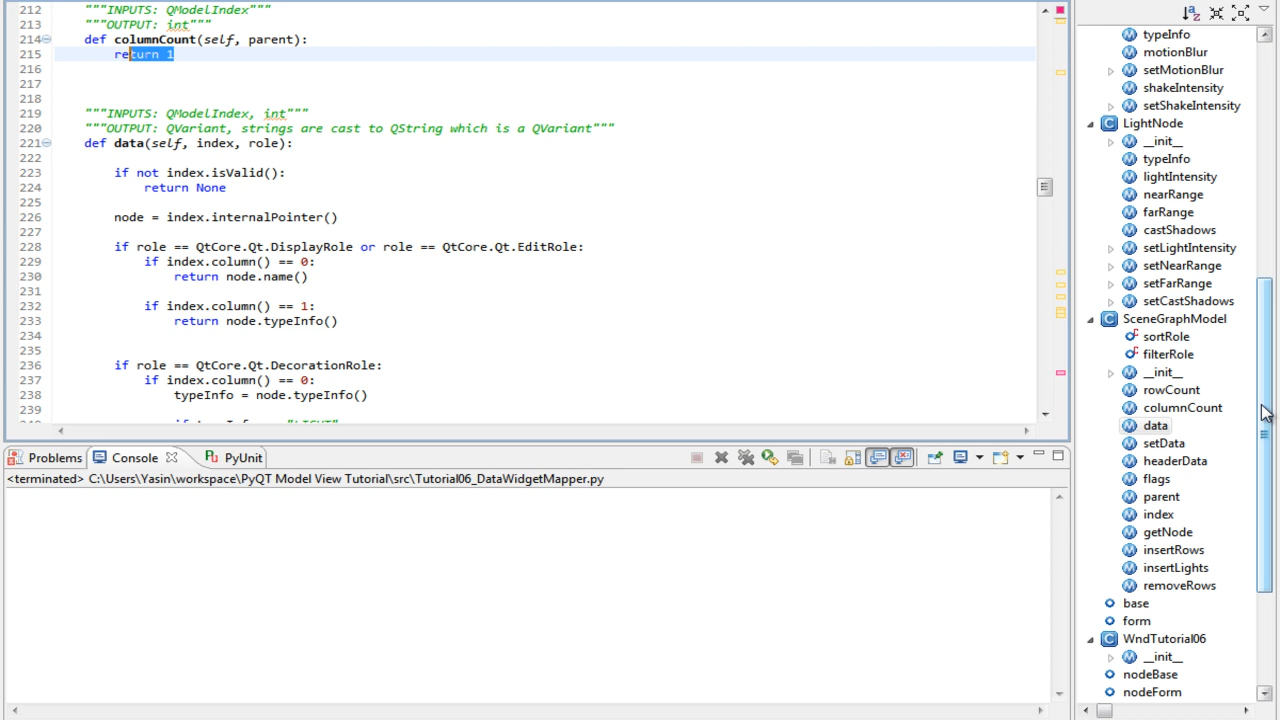 212 """INPUTS: QModelIndex"""
213 """OUTPUT: int"""
214 def columnCount(self, parent):
215 return 1
216
217
218
219 """INPUTS: QModelIndex, int"""
220 """OUTPUT: QVariant, strings are cast to QString which is a QVariant"""
221 def data(self, index, role):
222
223 if not index.isValid():
224 return None
225
226 node = index.internalPointer()
227
228 if role == QtCore.Qt.DisplayRole or role == QtCore.Qt.EditRole:
229 if index.column() == 0:
230 return node.name()
231
232 if index.column() == 1:
233 return node.typeInfo()
234
235
236 if role == QtCore.Qt.DecorationRole:
237 if index.column() == 0:
238 typeInfo = node.typeInfo()
239
Problems Console PyUnit
<terminated> C:\Users\Yasin\workspace\PyQT Model View Tutorial\src\Tutorial06_DataWidgetMapper.py
typeInfo
motionBlur
setMotionBlur
shakeIntensity
setShakeIntensity
LightNode
__init__
typeInfo
lightIntensity
nearRange
farRange
castShadows
setLightIntensity
setNearRange
setFarRange
setCastShadows
SceneGraphModel
sortRole
filterRole
__init__
rowCount
columnCount
data
setData
headerData
flags
parent
index
getNode
insertRows
insertLights
removeRows
base
form
WndTutorial06
__init__
nodeBase
nodeForm